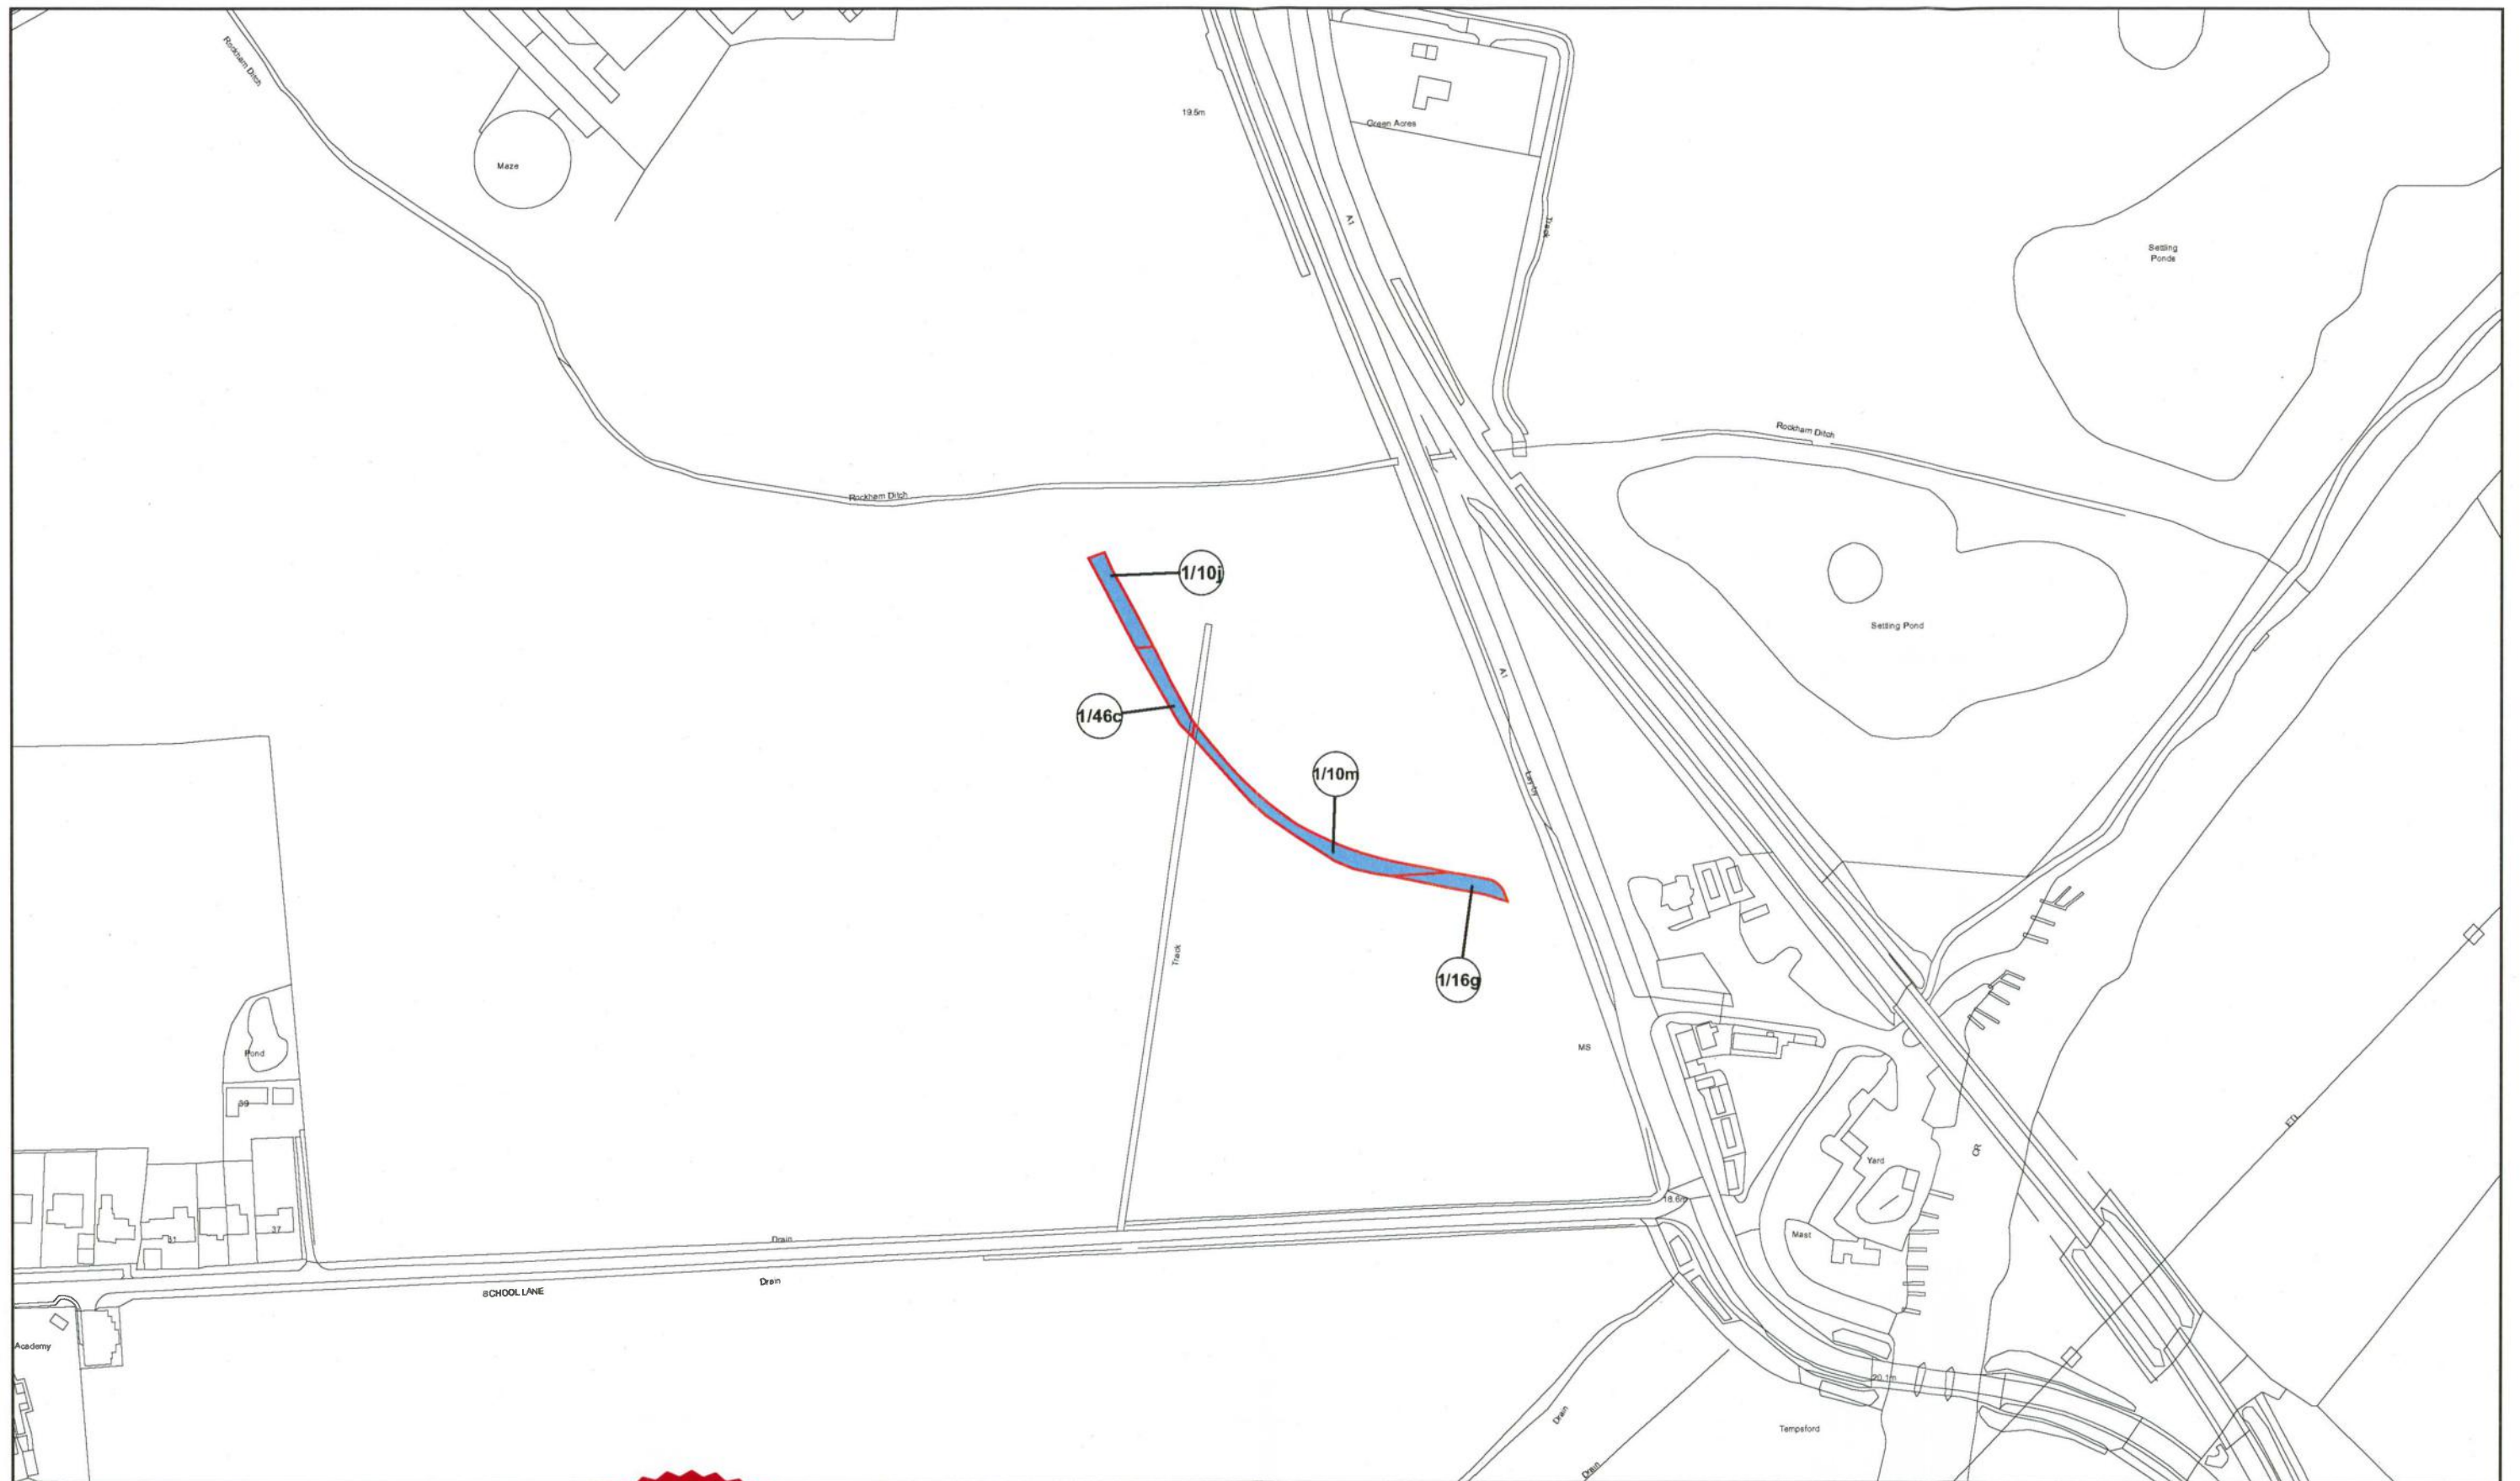 Rockham Ditch
Maze
19.5m
Green Acres
A1
Track
Settling
Ponds
Rockham Ditch
Rockham Ditch
1/10j
Settling Pond
1/46c
A1
1/10m
Lay-by
1/16g
Track
Pond
MS
39
Yard
CR
18.6m
37
31
Mast
Drain
Drain
SCHOOL LANE
Academy
20.1m
Drain
Tempsford
Drain